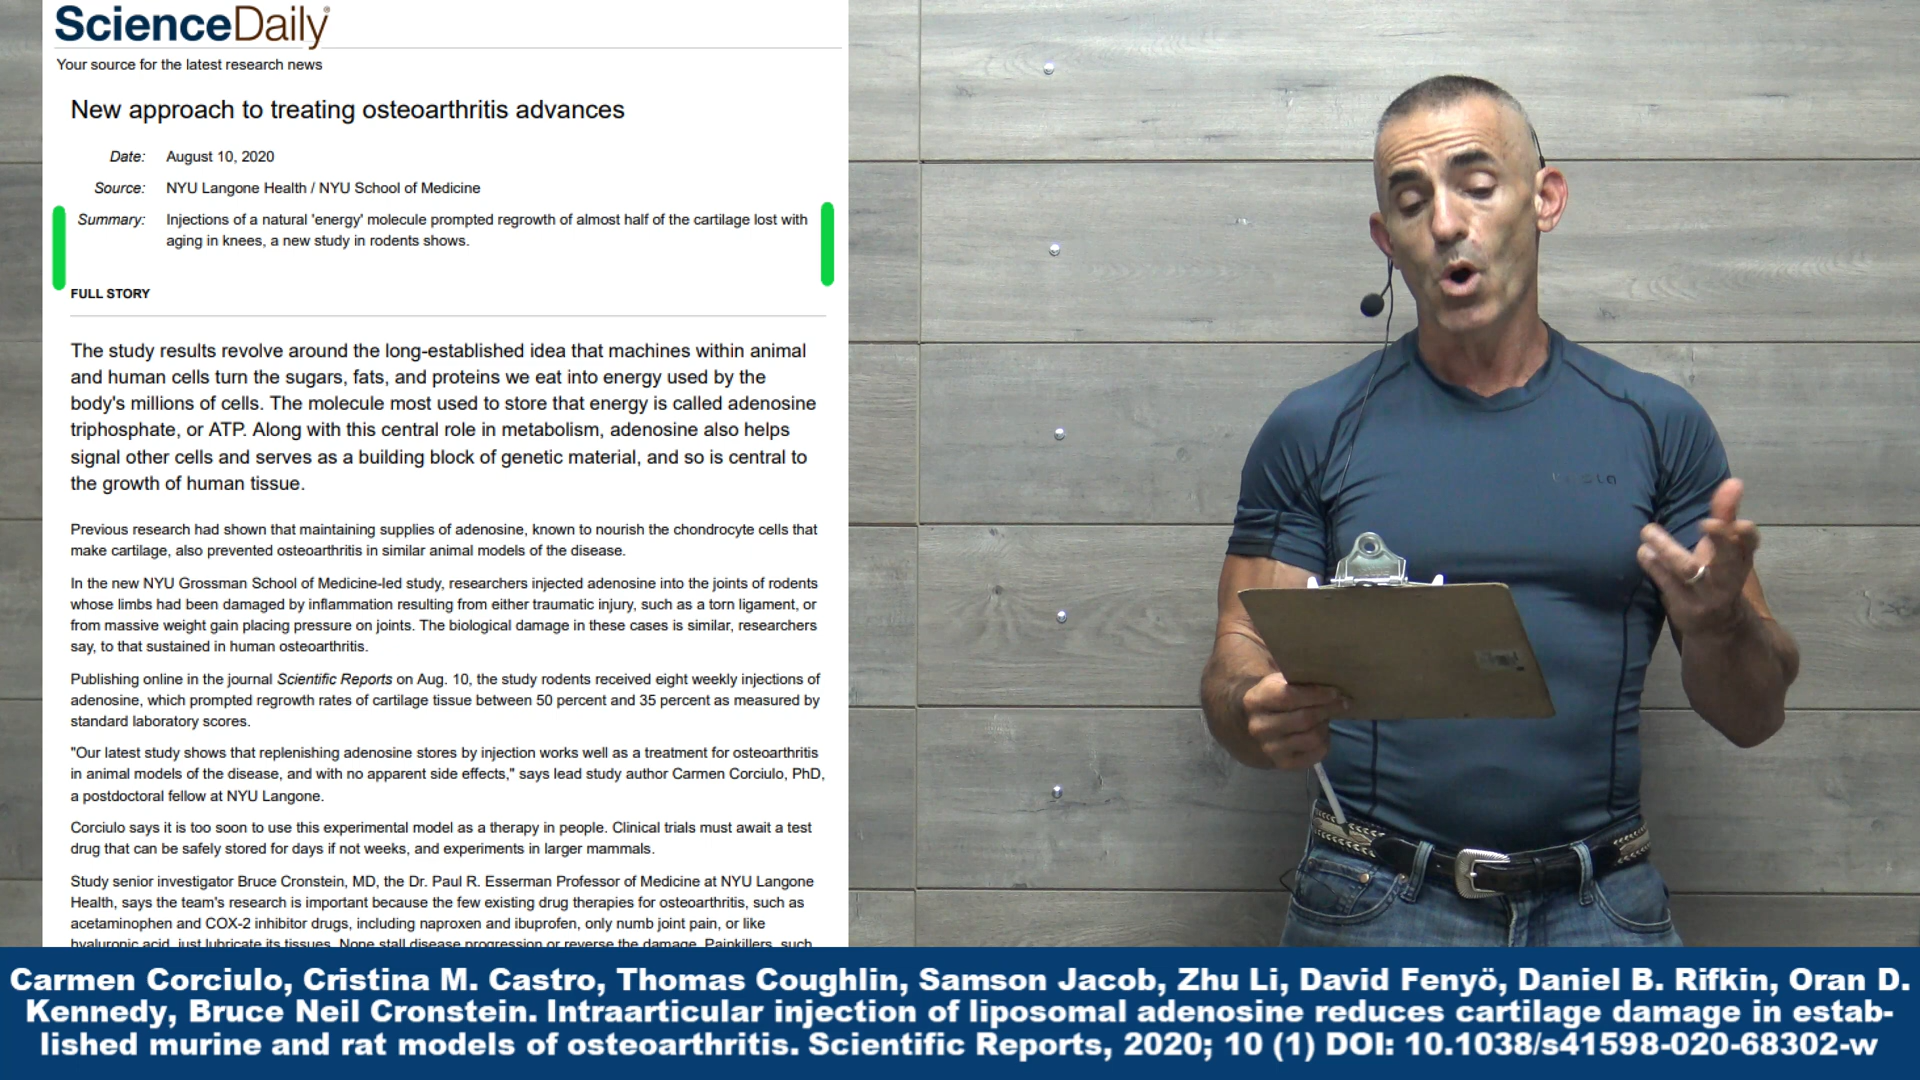 ScienceDaily®
Your source for the latest research news
New approach to treating osteoarthritis advances
Date: August 10, 2020
Source: NYU Langone Health / NYU School of Medicine
Summary: Injections of a natural 'energy' molecule prompted regrowth of almost half of the cartilage lost with
aging in knees, a new study in rodents shows.
FULL STORY
The study results revolve around the long-established idea that machines within animal
and human cells turn the sugars, fats, and proteins we eat into energy used by the
body's millions of cells. The molecule most used to store that energy is called adenosine
triphosphate, or ATP. Along with this central role in metabolism, adenosine also helps
signal other cells and serves as a building block of genetic material, and so is central to
the growth of human tissue.
Previous research had shown that maintaining supplies of adenosine, known to nourish the chondrocyte cells that
make cartilage, also prevented osteoarthritis in similar animal models of the disease.
In the new NYU Grossman School of Medicine-led study, researchers injected adenosine into the joints of rodents
whose limbs had been damaged by inflammation resulting from either traumatic injury, such as a torn ligament, or
from massive weight gain placing pressure on joints. The biological damage in these cases is similar, researchers
say, to that sustained in human osteoarthritis.
Publishing online in the journal Scientific Reports on Aug. 10, the study rodents received eight weekly injections of
adenosine, which prompted regrowth rates of cartilage tissue between 50 percent and 35 percent as measured by
standard laboratory scores.
"Our latest study shows that replenishing adenosine stores by injection works well as a treatment for osteoarthritis
in animal models of the disease, and with no apparent side effects," says lead study author Carmen Corciulo, PhD,
a postdoctoral fellow at NYU Langone.
Corciulo says it is too soon to use this experimental model as a therapy in people. Clinical trials must await a test
drug that can be safely stored for days if not weeks, and experiments in larger mammals.
Study senior investigator Bruce Cronstein, MD, the Dr. Paul R. Esserman Professor of Medicine at NYU Langone
Health, says the team's research is important because the few existing drug therapies for osteoarthritis, such as
acetaminophen and COX-2 inhibitor drugs, including naproxen and ibuprofen, only numb joint pain, or like
hyaluronic acid, just lubricate its tissues. None stall disease progression or reverse the damage. Painkillers, such
Carmen Corciulo, Cristina M. Castro, Thomas Coughlin, Samson Jacob, Zhu Li, David Fenyö, Daniel B. Rifkin, Oran D.
Kennedy, Bruce Neil Cronstein. Intraarticular injection of liposomal adenosine reduces cartilage damage in estab-
lished murine and rat models of osteoarthritis. Scientific Reports, 2020; 10 (1) DOI: 10.1038/s41598-020-68302-w